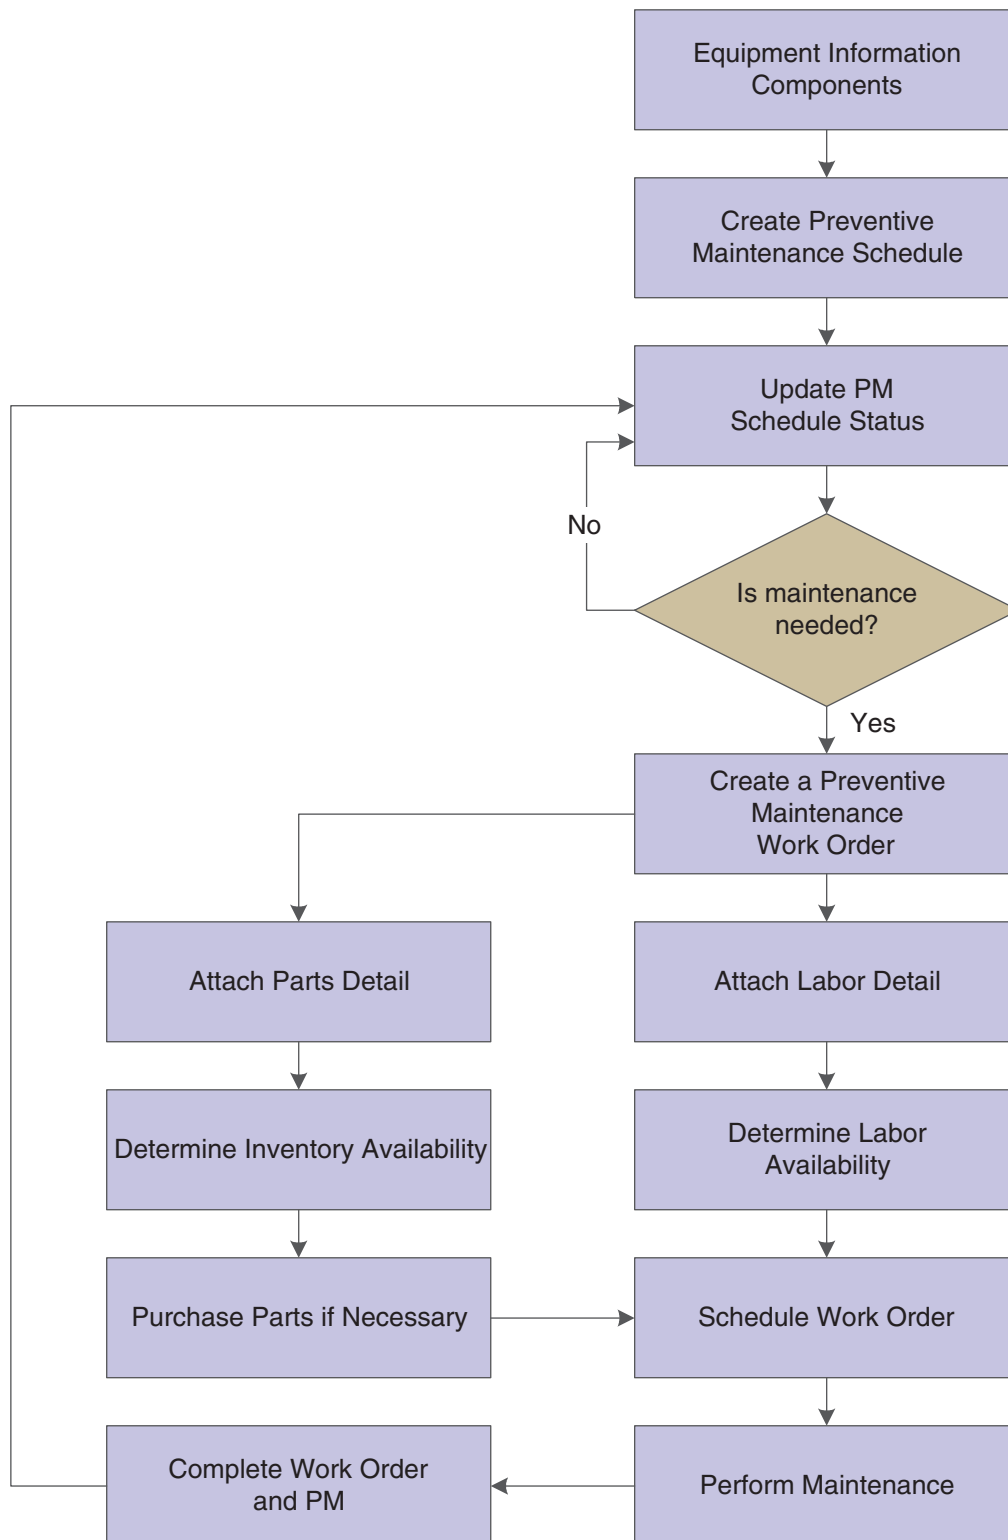 Equipment Information
Components
Create Preventive
Maintenance Schedule
Update PM
Schedule Status
No
Is maintenance
needed?
Yes
Create a Preventive
Maintenance
Work Order
Attach Parts Detail
Attach Labor Detail
Determine Inventory Availability
Determine Labor
Availability
Purchase Parts if Necessary
Schedule Work Order
Complete Work Order
and PM
Perform Maintenance